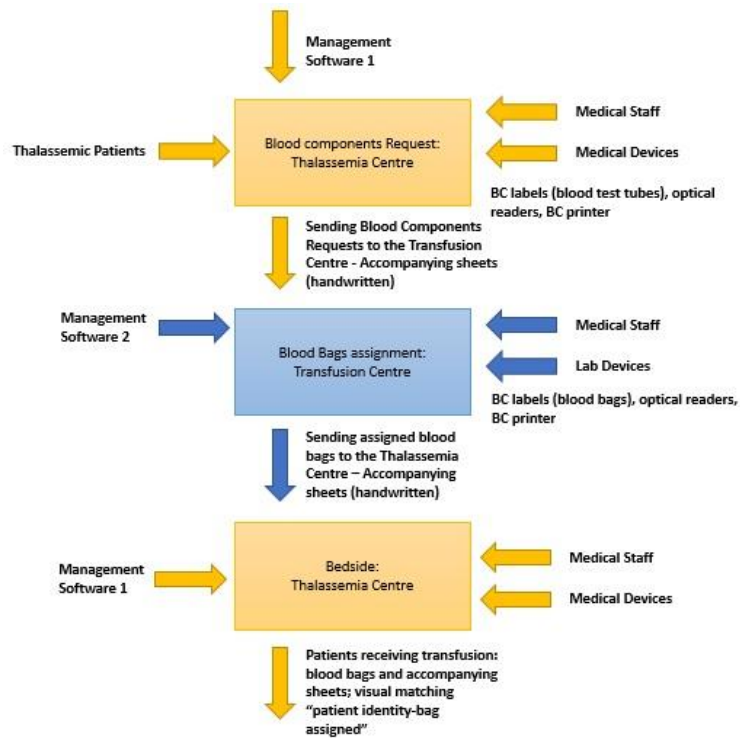 Management
Software 1
Medical Staff
Blood components Request:
Thalassemia Centre
Thalassemic Patients
Medical Devices
BC labels (blood test tubes), optical
readers, BC printer
Sending Blood Components
Requests to the Transfusion
Centre - Accompanying sheets
(handwritten)
Management
Software 2
Medical Staff
Blood Bags assignment:
Transfusion Centre
Lab Devices
BC labels (blood bags), optical readers,
BC printer
Sending assigned blood
bags to the Thalassemia
Centre – Accompanying
sheets (handwritten)
Management
Software 1
Medical Staff
Bedside:
Thalassemia Centre
Medical Devices
Patients receiving transfusion:
blood bags and accompanying
sheets; visual matching
“patient identity-bag
assigned”